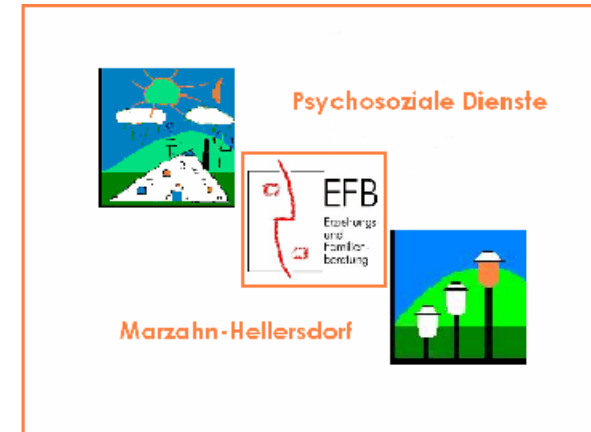 Psychosoziale Dienste
EFB
Erziehungs
und
Familien-
beratung
Marzahn-Hellersdorf